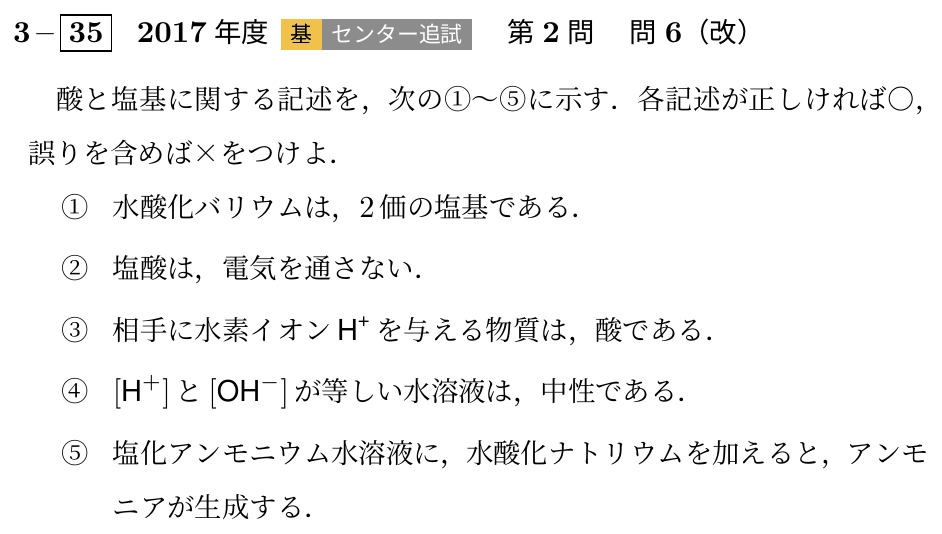 3－35 2017年度 基 センター追試 第2問 問6（改）
酸と塩基に関する記述を，次の①～⑤に示す．各記述が正しければ○，
誤りを含めば×をつけよ．
① 水酸化バリウムは，2価の塩基である．
② 塩酸は，電気を通さない．
③ 相手に水素イオン H⁺ を与える物質は，酸である．
④ [H⁺] と [OH⁻] が等しい水溶液は，中性である．
⑤ 塩化アンモニウム水溶液に，水酸化ナトリウムを加えると，アンモ
ニアが生成する．